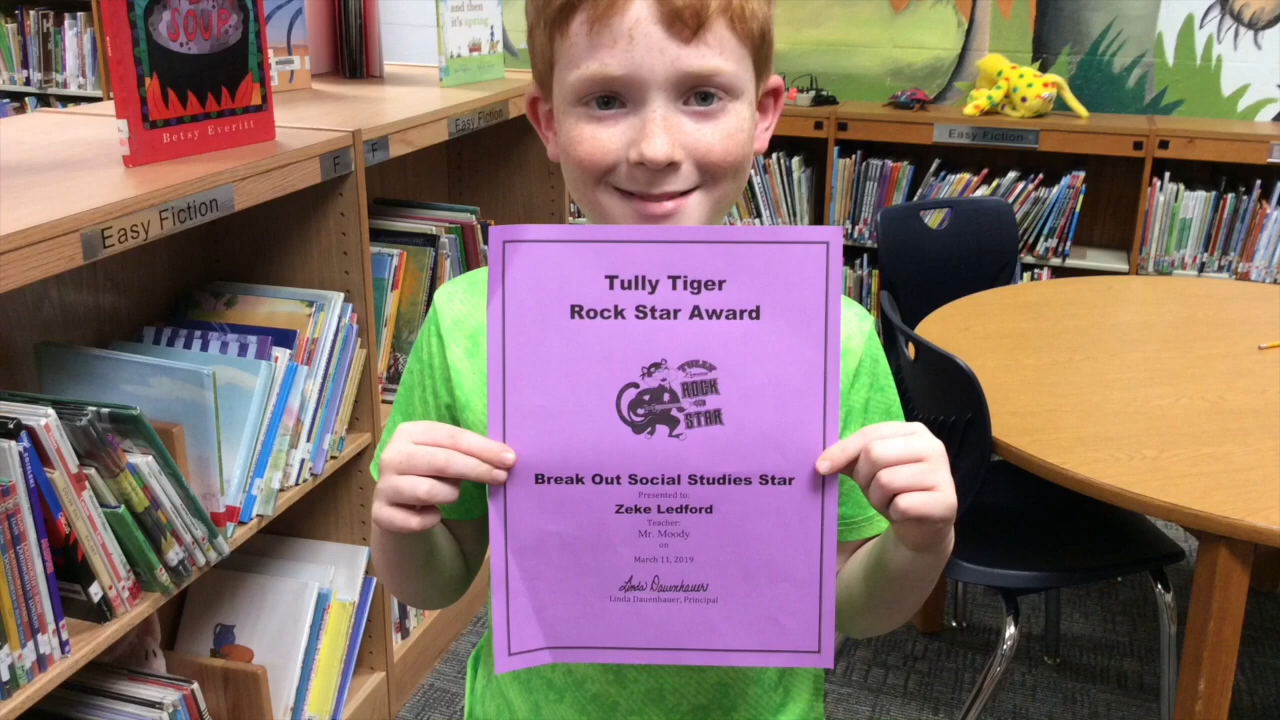 SOUP
Betsy Everitt
and then
it's spring
Easy Fiction
F
F
Easy Fiction
Easy Fiction
Tully Tiger
Rock Star Award
TULLY
ROCK
STAR
Break Out Social Studies Star
Presented to:
Zeke Ledford
Teacher:
Mr. Moody
on
March 11, 2019
Linda Dauenhauer
Linda Dauenhauer, Principal